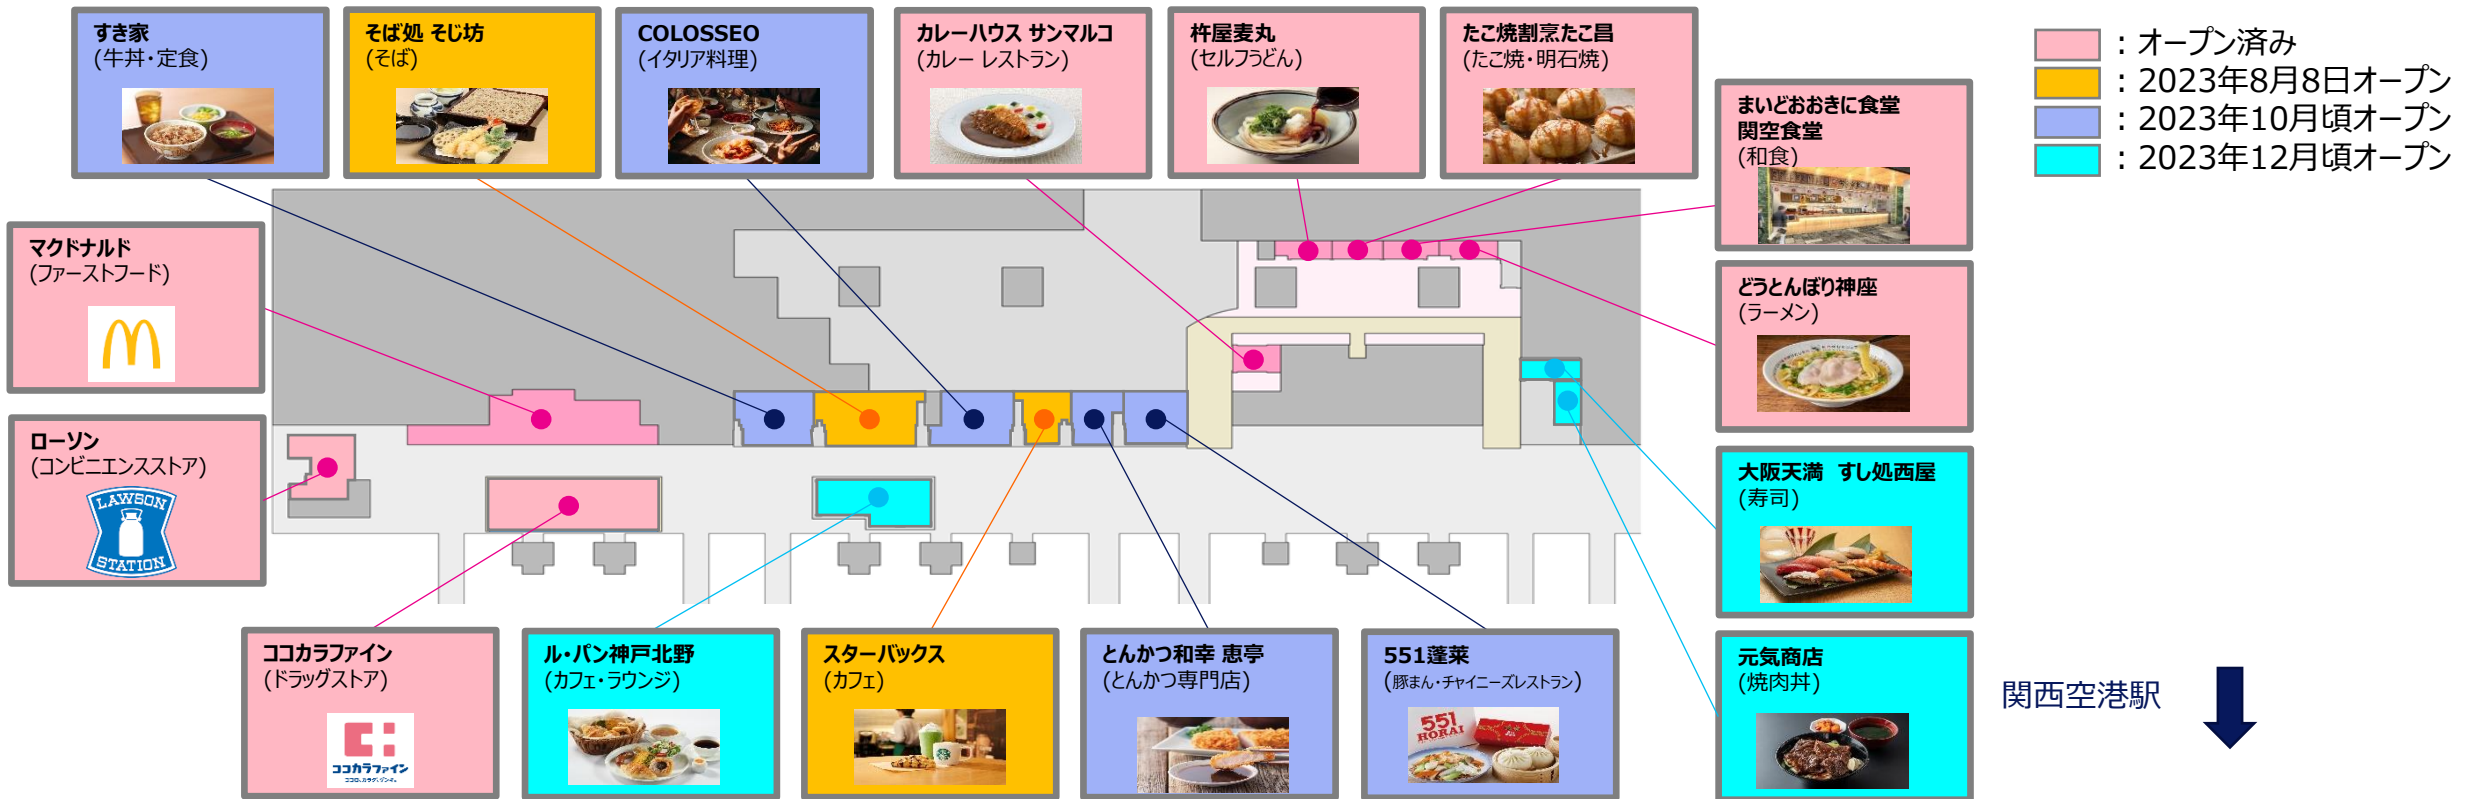 すき家
(牛丼・定食)
そば処 そじ坊
(そば)
COLOSSEO
(イタリア料理)
カレーハウス サンマルコ
(カレー レストラン)
杵屋麦丸
(セルフうどん)
たこ焼割烹たこ昌
(たこ焼・明石焼)
まいどおおきに食堂
関空食堂
(和食)
：オープン済み
：2023年8月8日オープン
：2023年10月頃オープン
：2023年12月頃オープン
マクドナルド
(ファーストフード)
どうとんぼり神座
(ラーメン)
ローソン
(コンビニエンスストア)
LAWSON
STATION
大阪天満 すし処西屋
(寿司)
ココカラファイン
(ドラッグストア)
ココカラファイン
ル・パン神戸北野
(カフェ・ラウンジ)
スターバックス
(カフェ)
とんかつ和幸 恵亭
(とんかつ専門店)
551蓬莱
(豚まん・チャイニーズレストラン)
551
HORAI
元気商店
(焼肉丼)
関西空港駅